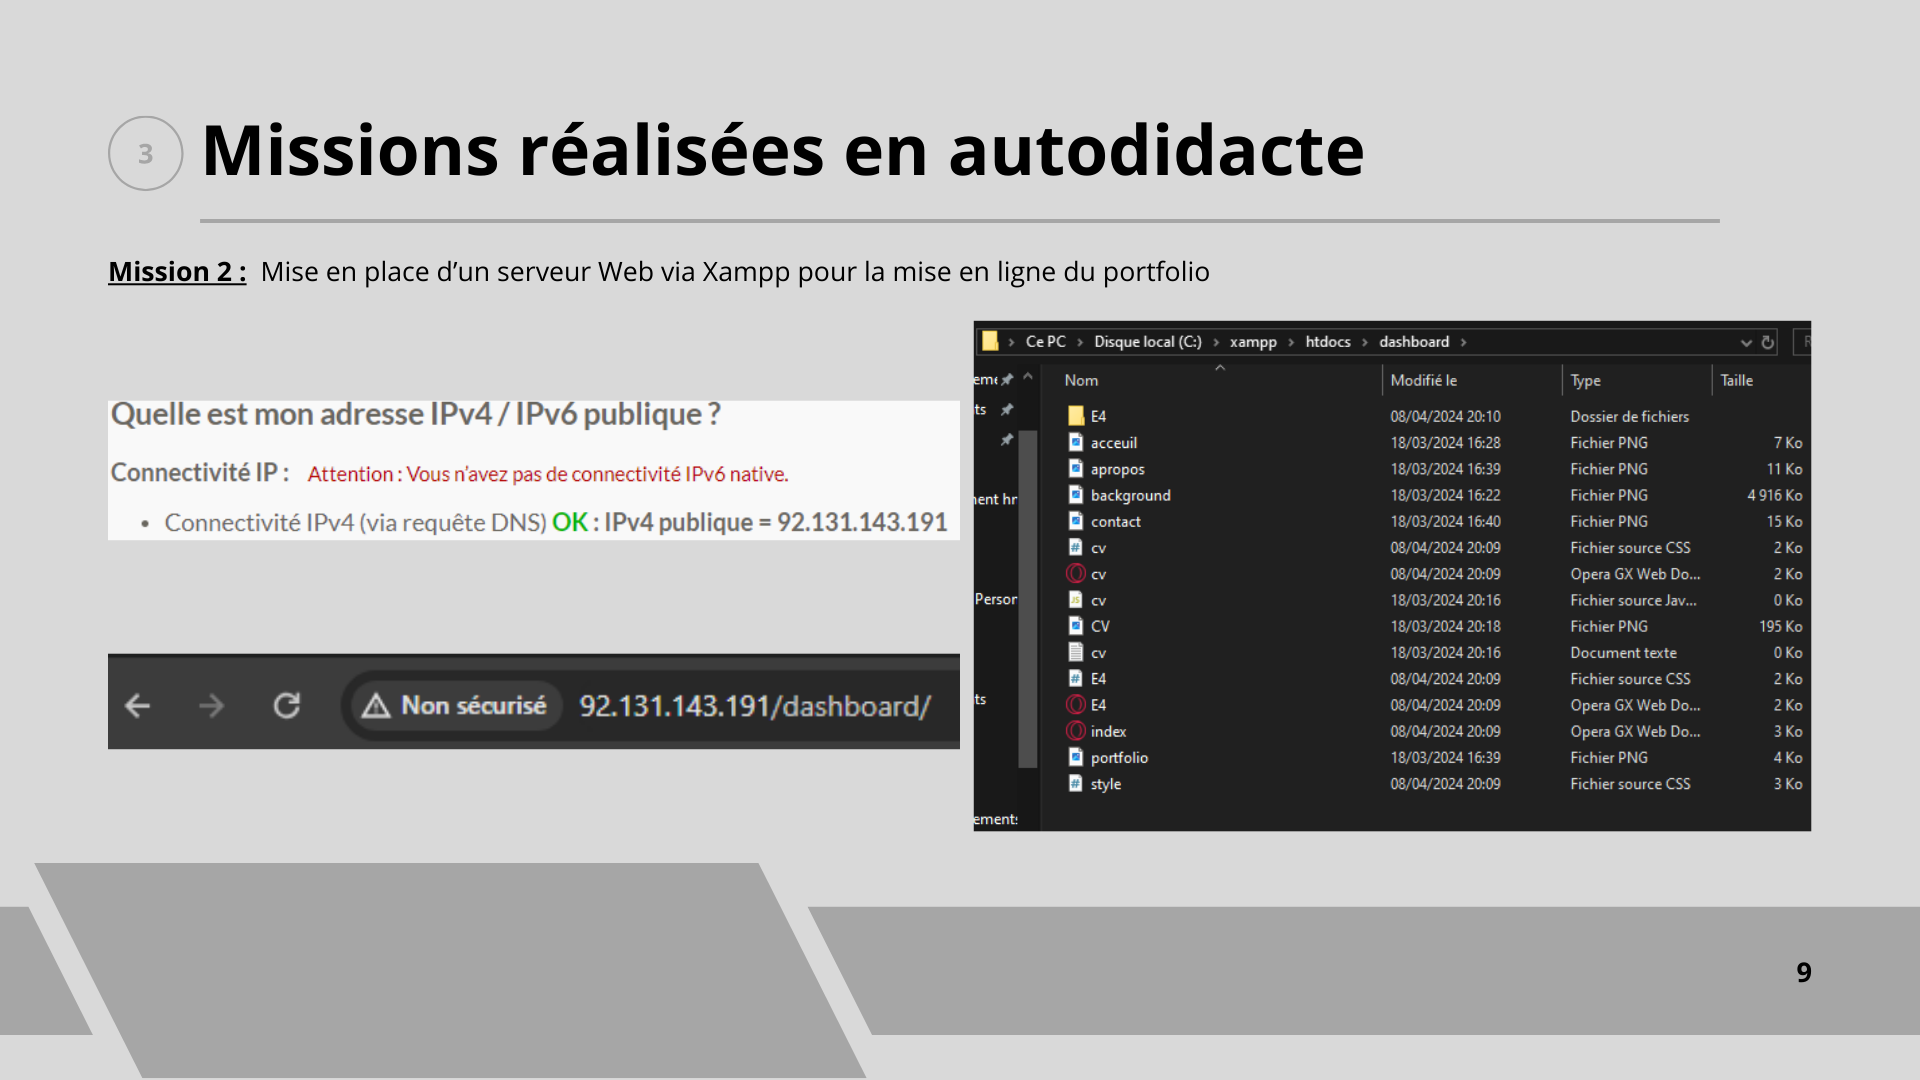 3
Missions réalisées en autodidacte
Mission 2 : Mise en place d’un serveur Web via Xampp pour la mise en ligne du portfolio
Quelle est mon adresse IPv4 / IPv6 publique ?
Connectivité IP : Attention : Vous n’avez pas de connectivité IPv6 native.
• Connectivité IPv4 (via requête DNS) OK : IPv4 publique = 92.131.143.191
Non sécurisé 92.131.143.191/dashboard/
Ce PC > Disque local (C:) > xampp > htdocs > dashboard >
Nom Modifié le Type Taille
E4 08/04/2024 20:10 Dossier de fichiers
acceuil 18/03/2024 16:28 Fichier PNG 7 Ko
apropos 18/03/2024 16:39 Fichier PNG 11 Ko
background 18/03/2024 16:22 Fichier PNG 4 916 Ko
contact 18/03/2024 16:40 Fichier PNG 15 Ko
cv 08/04/2024 20:09 Fichier source CSS 2 Ko
cv 08/04/2024 20:09 Opera GX Web Do... 2 Ko
cv 18/03/2024 20:16 Fichier source Jav... 0 Ko
CV 18/03/2024 20:18 Fichier PNG 195 Ko
cv 18/03/2024 20:16 Document texte 0 Ko
E4 08/04/2024 20:09 Fichier source CSS 2 Ko
E4 08/04/2024 20:09 Opera GX Web Do... 2 Ko
index 08/04/2024 20:09 Opera GX Web Do... 3 Ko
portfolio 18/03/2024 16:39 Fichier PNG 4 Ko
style 08/04/2024 20:09 Fichier source CSS 3 Ko
9